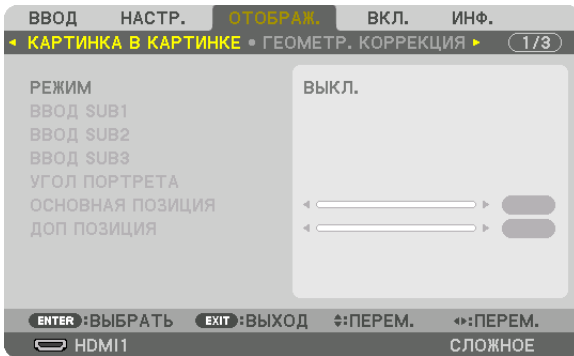 ВВОД НАСТР. ОТОБРАЖ. ВКЛ. ИНФ.
КАРТИНКА В КАРТИНКЕ • ГЕОМЕТР. КОРРЕКЦИЯ 1/3
РЕЖИМ ВЫКЛ.
ВВОД SUB1
ВВОД SUB2
ВВОД SUB3
УГОЛ ПОРТРЕТА
ОСНОВНАЯ ПОЗИЦИЯ
ДОП ПОЗИЦИЯ
ENTER :ВЫБРАТЬ EXIT :ВЫХОД :ПЕРЕМ. :ПЕРЕМ.
HDMI1 СЛОЖНОЕ